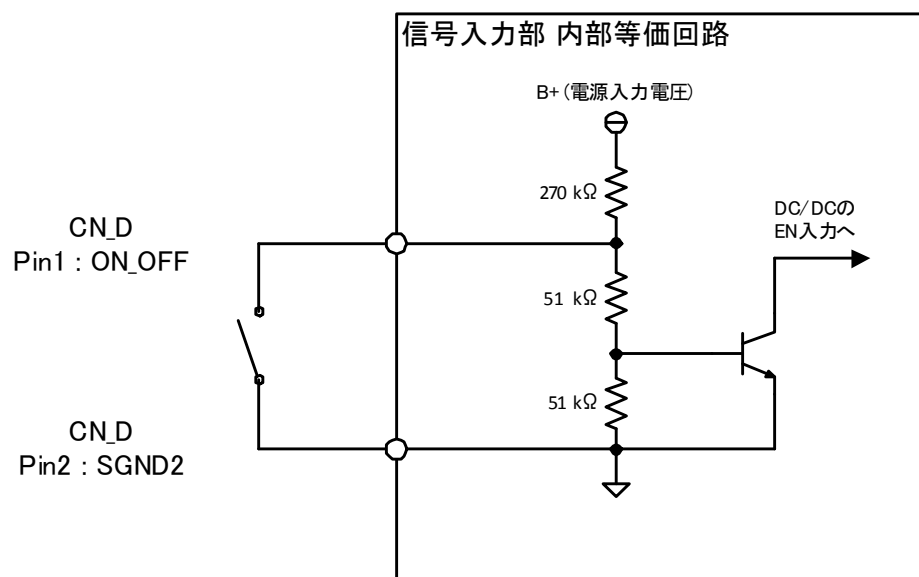 信号入力部 内部等価回路
B+(電源入力電圧)
270 kΩ
DC/DCの
EN入力へ
CN_D
Pin1：ON_OFF
51 kΩ
51 kΩ
CN_D
Pin2：SGND2